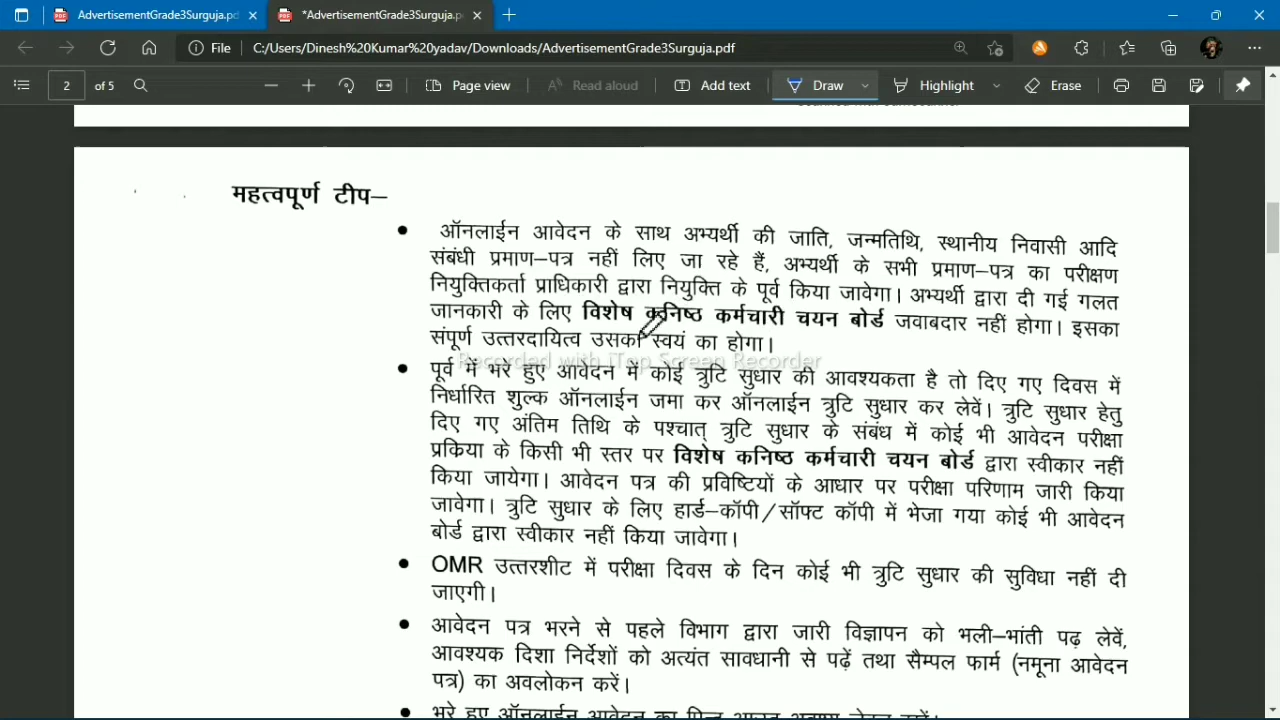 AdvertisementGrade3Surguja.pd
*AdvertisementGrade3Surguja.p
File
C:/Users/Dinesh%20Kumar%20yadav/Downloads/AdvertisementGrade3Surguja.pdf
2 of 5
Page view
Read aloud
Add text
Draw
Highlight
Erase
महत्वपूर्ण टीप–
• ऑनलाईन आवेदन के साथ अभ्यर्थी की जाति, जन्मतिथि, स्थानीय निवासी आदि
संबंधी प्रमाण–पत्र नहीं लिए जा रहे हैं, अभ्यर्थी के सभी प्रमाण–पत्र का परीक्षण
नियुक्तिकर्ता प्राधिकारी द्वारा नियुक्ति के पूर्व किया जावेगा। अभ्यर्थी द्वारा दी गई गलत
जानकारी के लिए विशेष कनिष्ठ कर्मचारी चयन बोर्ड जवाबदार नहीं होगा। इसका
संपूर्ण उत्तरदायित्व उसका स्वयं का होगा।
Recorded with iTop Screen Recorder
• पूर्व में भरे हुए आवेदन में कोई त्रुटि सुधार की आवश्यकता है तो दिए गए दिवस में
निर्धारित शुल्क ऑनलाईन जमा कर ऑनलाईन त्रुटि सुधार कर लेवें। त्रुटि सुधार हेतु
दिए गए अंतिम तिथि के पश्चात् त्रुटि सुधार के संबंध में कोई भी आवेदन परीक्षा
प्रकिया के किसी भी स्तर पर विशेष कनिष्ठ कर्मचारी चयन बोर्ड द्वारा स्वीकार नहीं
किया जायेगा। आवेदन पत्र की प्रविष्टियों के आधार पर परीक्षा परिणाम जारी किया
जावेगा। त्रुटि सुधार के लिए हार्ड–कॉपी/सॉफ्ट कॉपी में भेजा गया कोई भी आवेदन
बोर्ड द्वारा स्वीकार नहीं किया जावेगा।
• OMR उत्तरशीट में परीक्षा दिवस के दिन कोई भी त्रुटि सुधार की सुविधा नहीं दी
जाएगी।
• आवेदन पत्र भरने से पहले विभाग द्वारा जारी विज्ञापन को भली–भांती पढ़ लेवें,
आवश्यक दिशा निर्देशों को अत्यंत सावधानी से पढ़ें तथा सैम्पल फार्म (नमूना आवेदन
पत्र) का अवलोकन करें।
• भरे हुए ऑनलाईन आवेदन का